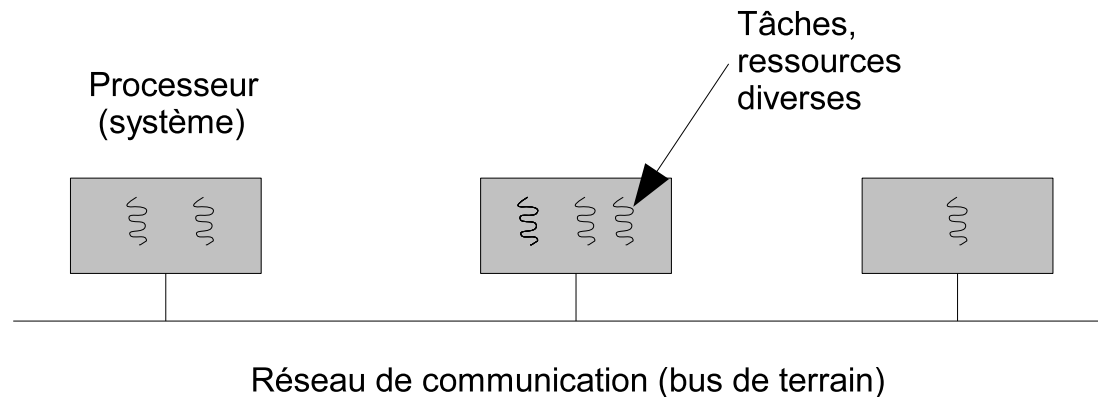 Tâches,
ressources
diverses
Processeur
(système)
Réseau de communication (bus de terrain)